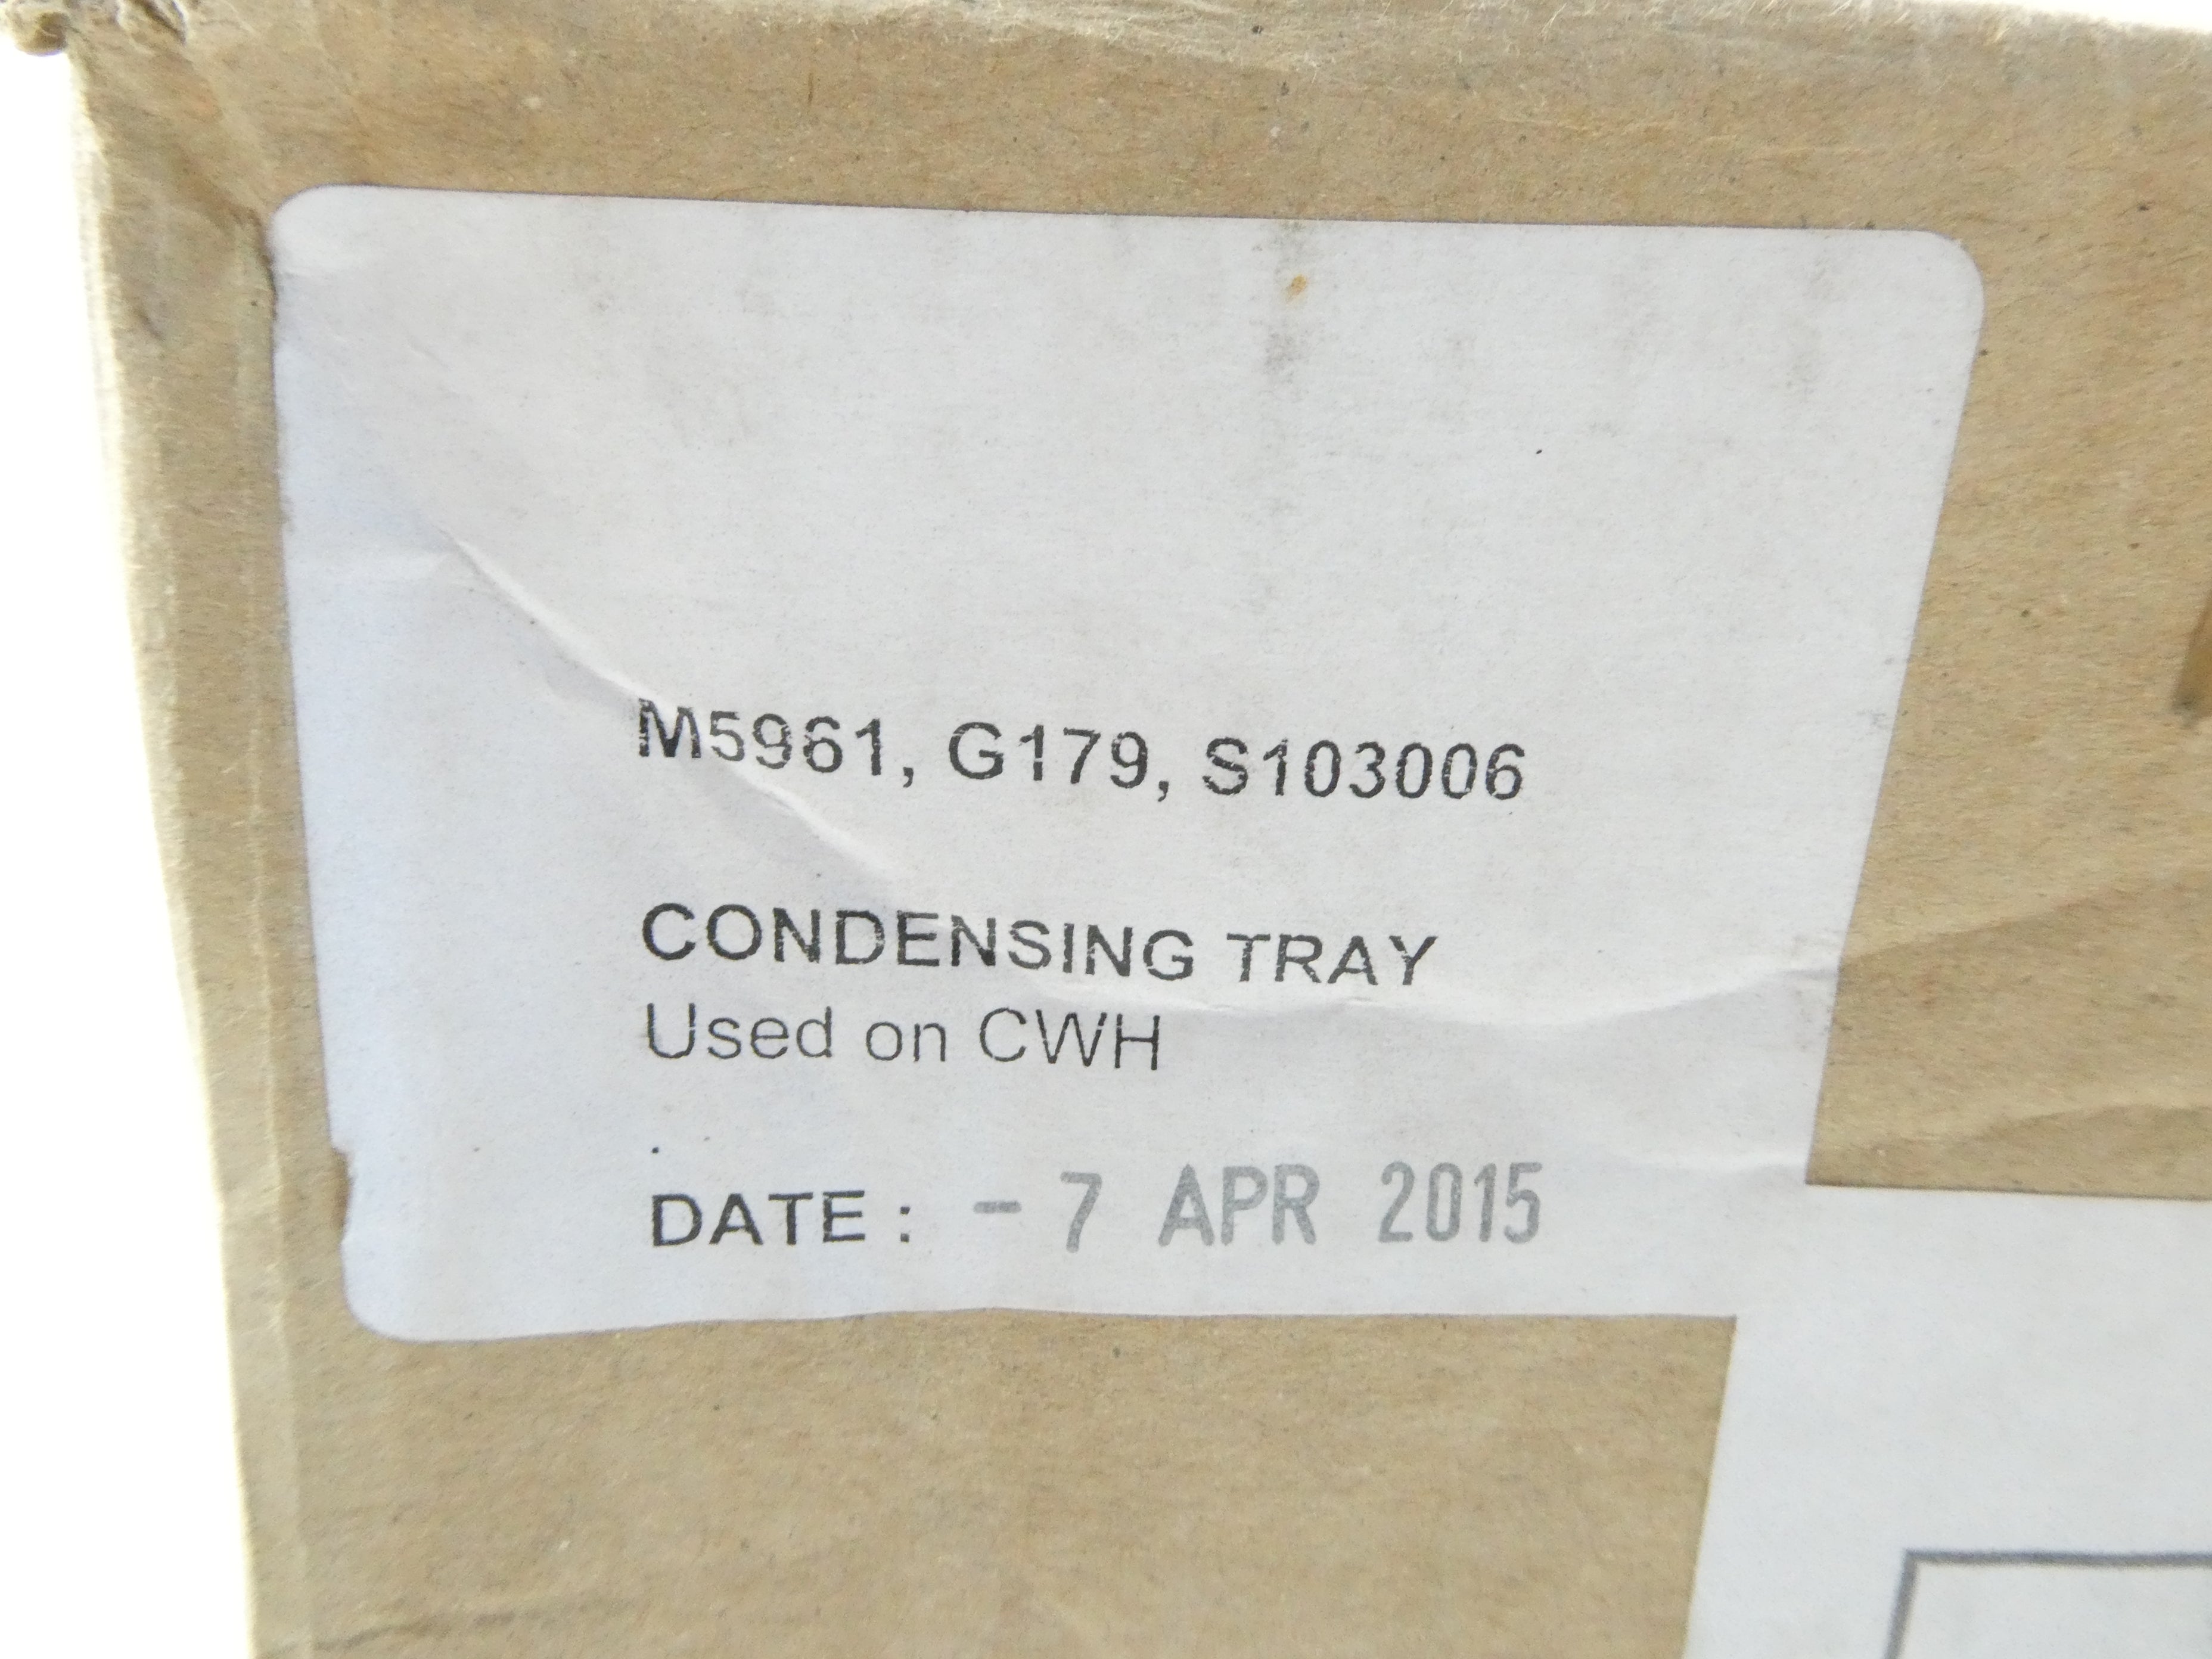 M5961, G179, S103006
CONDENSING TRAY
Used on CWH
DATE : - 7 APR 2015